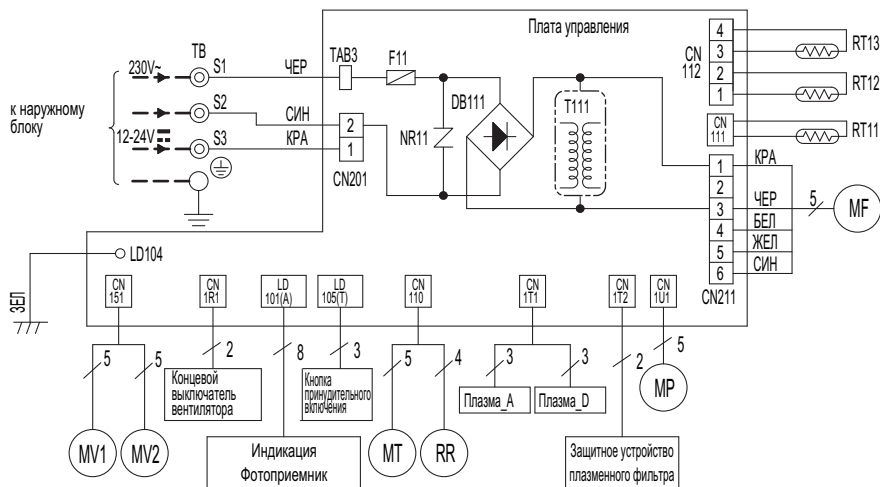 Плата управления
TB
TAB3
F11
230V~
S1
ЧЕР
к наружному
блоку
S2
СИН
2
12-24V
S3
КРА
1
CN201
NR11
DB111
T111
CN
112
4
3
2
1
RT13
RT12
CN
111
RT11
1
КРА
2
3
ЧЕР
4
БЕЛ
5
ЖЕЛ
6
СИН
CN211
5
MF
LD104
ЗЕЛ
CN
151
CN
1R1
LD
101(A)
LD
105(T)
CN
110
CN
1T1
CN
1T2
CN
1U1
5
5
2
8
3
5
4
3
3
2
5
Концевой
выключатель
вентилятора
Кнопка
принудительного
включения
Плазма_A
Плазма_D
MP
MV1
MV2
Индикация
Фотоприемник
MT
RR
Защитное устройство
плазменного фильтра